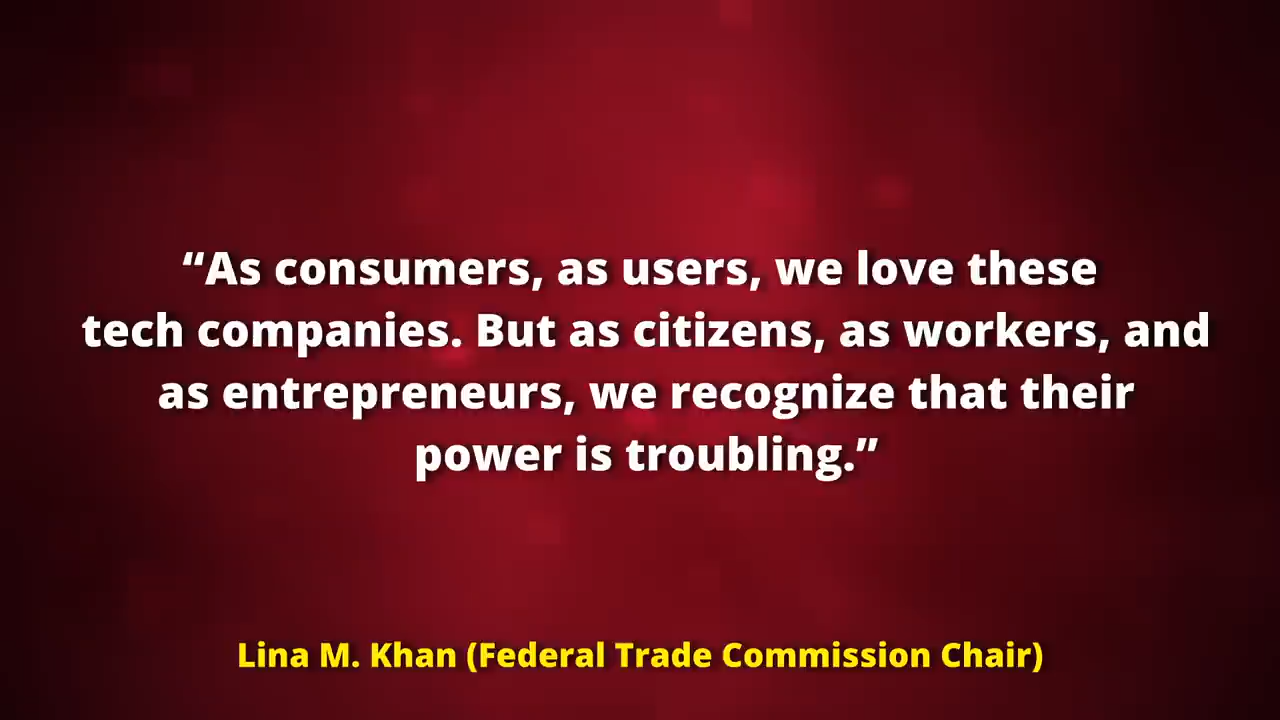 “As consumers, as users, we love these
tech companies. But as citizens, as workers, and
as entrepreneurs, we recognize that their
power is troubling.”
Lina M. Khan (Federal Trade Commission Chair)